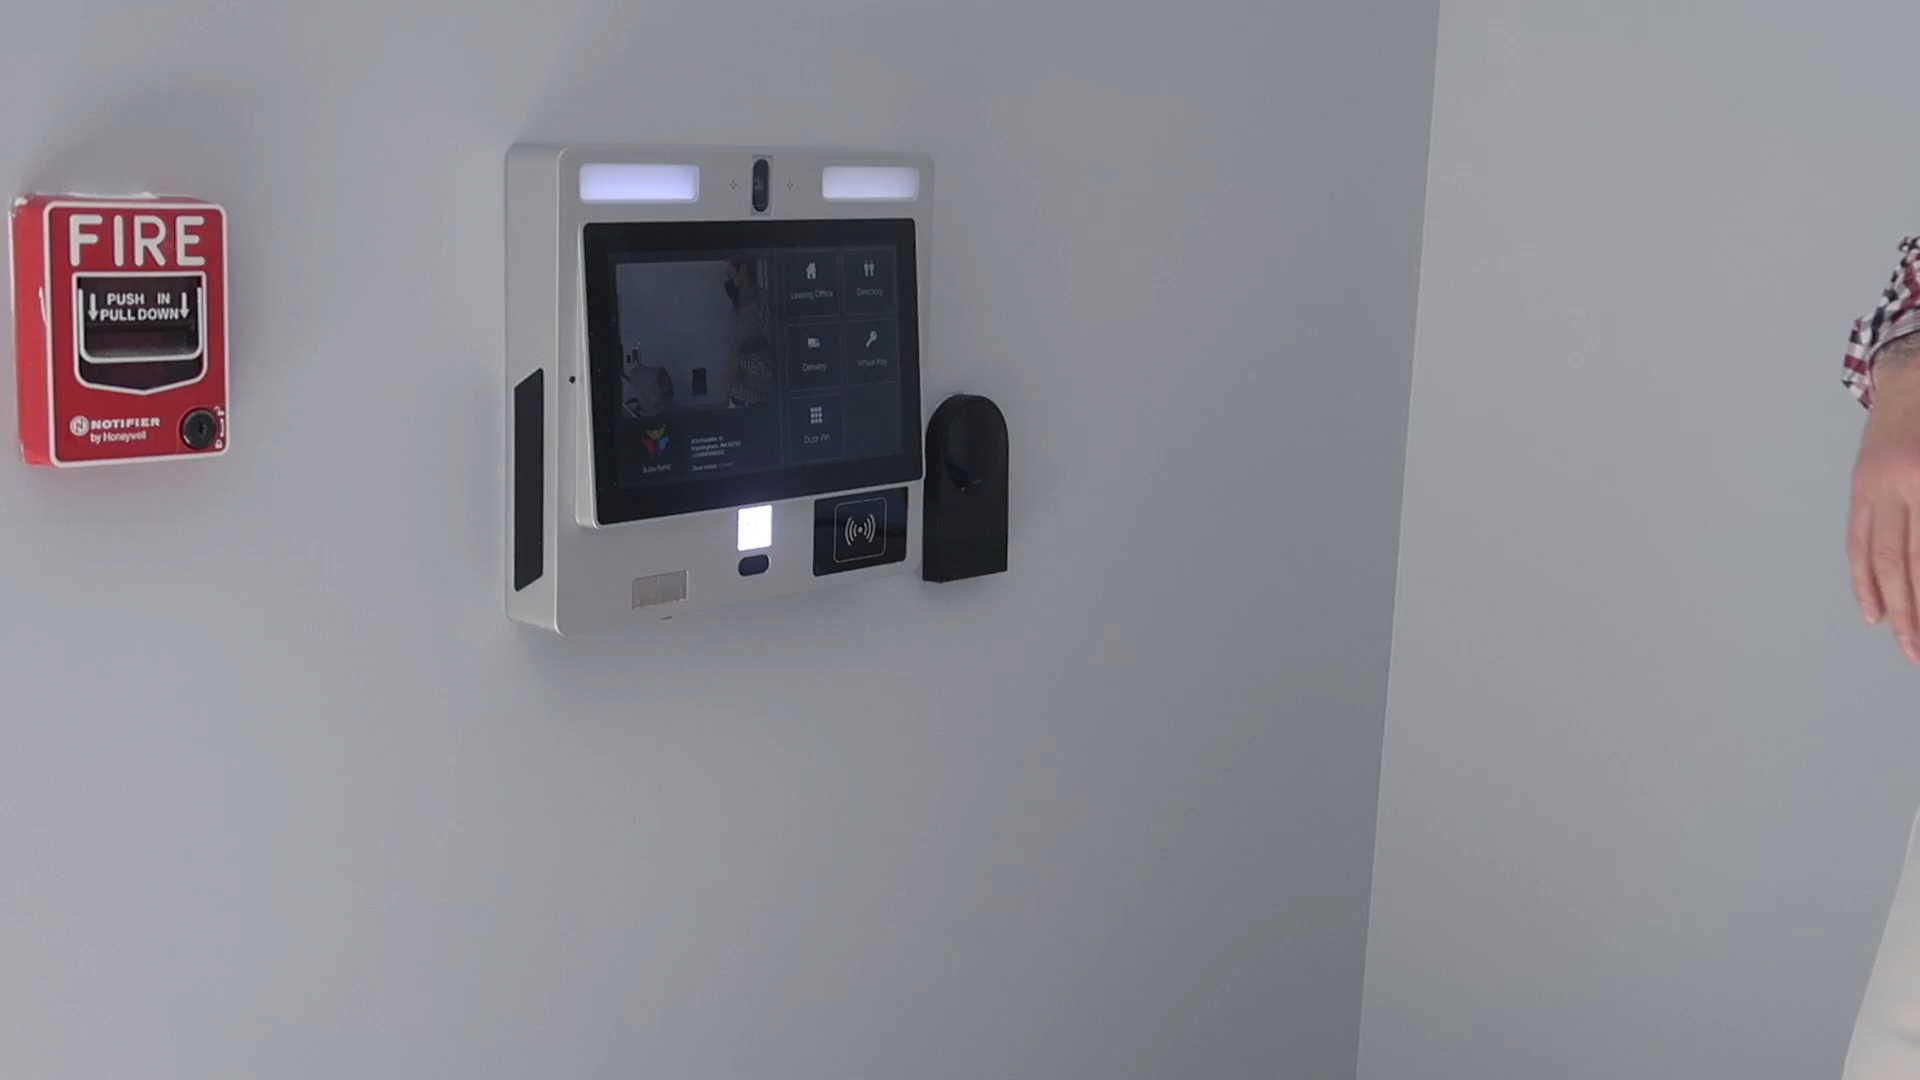 FIRE
PUSH IN
PULL DOWN
NOTIFIER
by Honeywell
Leasing Office
Directory
Delivery
Virtual Key
Door Pin